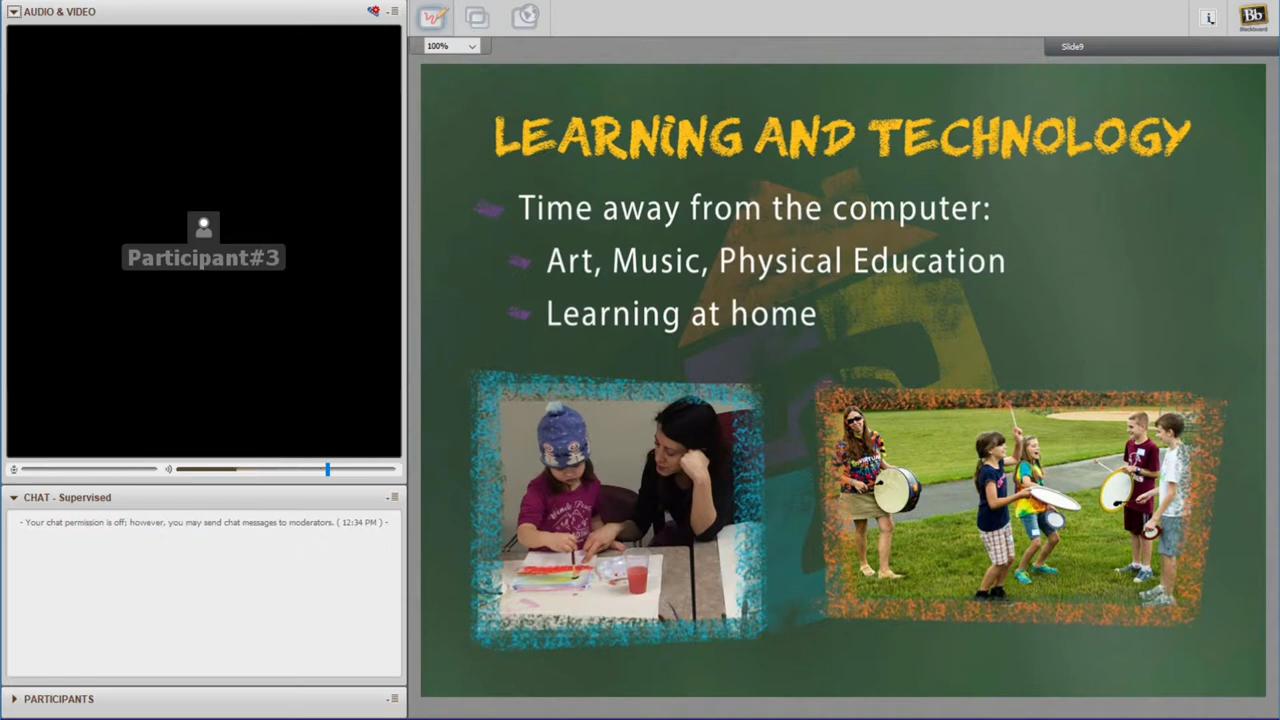 AUDIO & VIDEO
Participant#3
CHAT - Supervised
- Your chat permission is off; however, you may send chat messages to moderators. ( 12:34 PM ) -
PARTICIPANTS
100%
Slide9
Bb
Blackboard
LEARNING AND TECHNOLOGY
Time away from the computer:
Art, Music, Physical Education
Learning at home